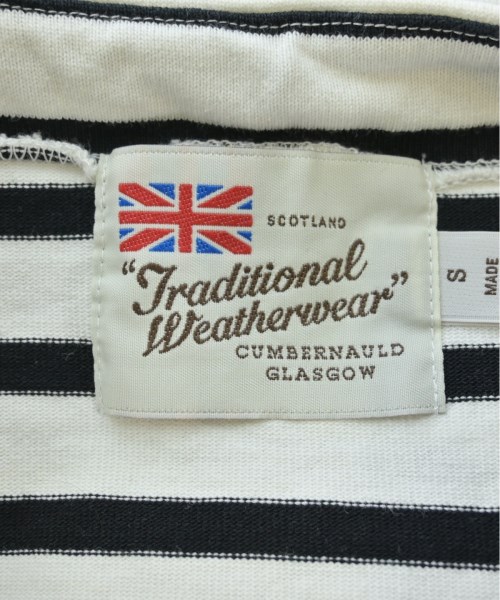 SCOTLAND
"Traditional
Weatherwear"
CUMBERNAULD
GLASGOW
S
MADE